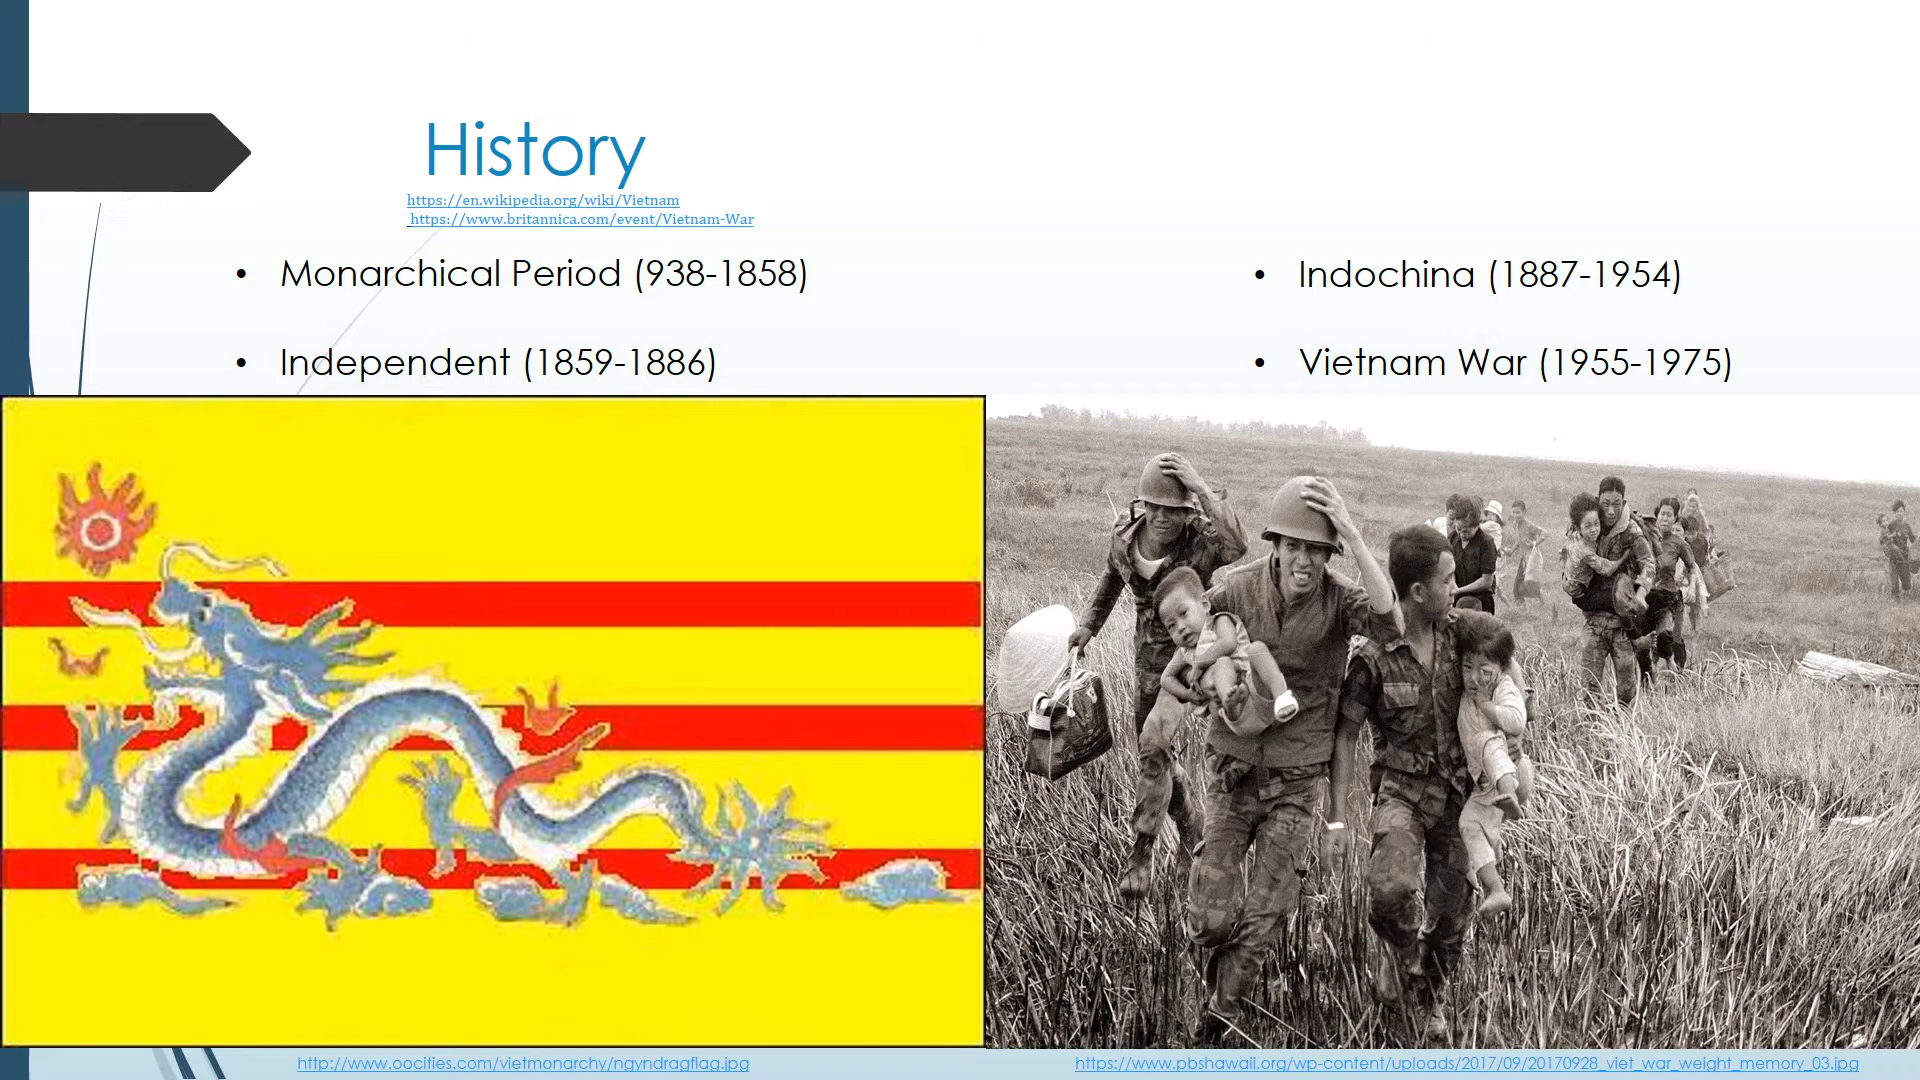 History
https://en.wikipedia.org/wiki/Vietnam
https://www.britannica.com/event/Vietnam-War
• Monarchical Period (938-1858)
• Independent (1859-1886)
• Indochina (1887-1954)
• Vietnam War (1955-1975)
http://www.oocities.com/vietmonarchy/ngyndragflag.jpg
https://www.pbshawaii.org/wp-content/uploads/2017/09/20170928_viet_war_weight_memory_03.jpg